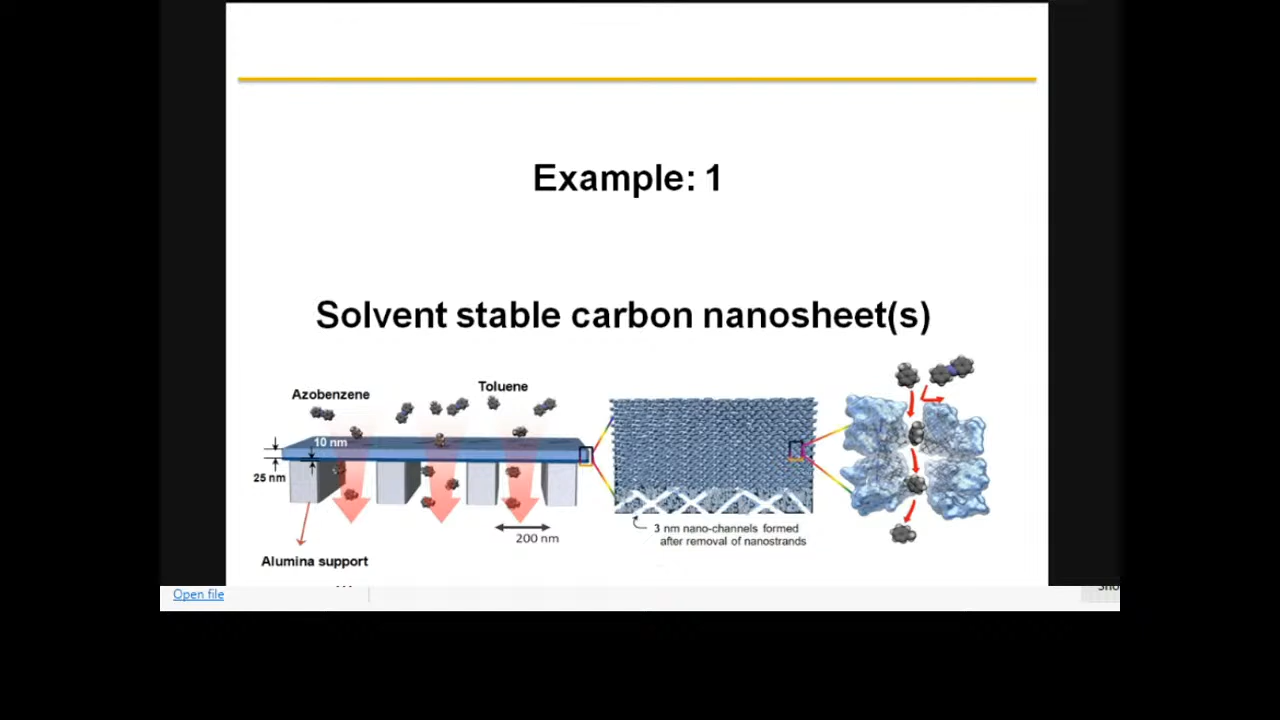 Example: 1
Solvent stable carbon nanosheet(s)
Azobenzene
Toluene
10 nm
25 nm
200 nm
3 nm nano-channels formed
after removal of nanostrands
Alumina support
Open file